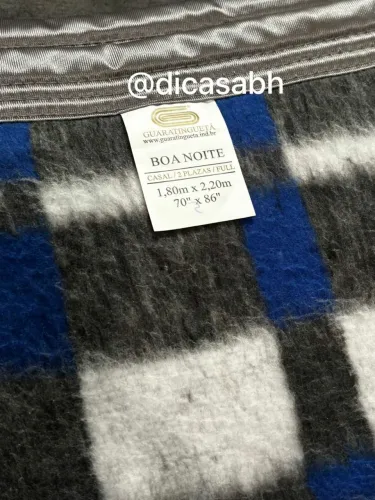 @dicasabh
GUARATINGUETÁ
www.guaratingueta.ind.br
BOA NOITE
CASAL / 2 PLAZAS / FULL
1,80m x 2,20m
70" x 86"